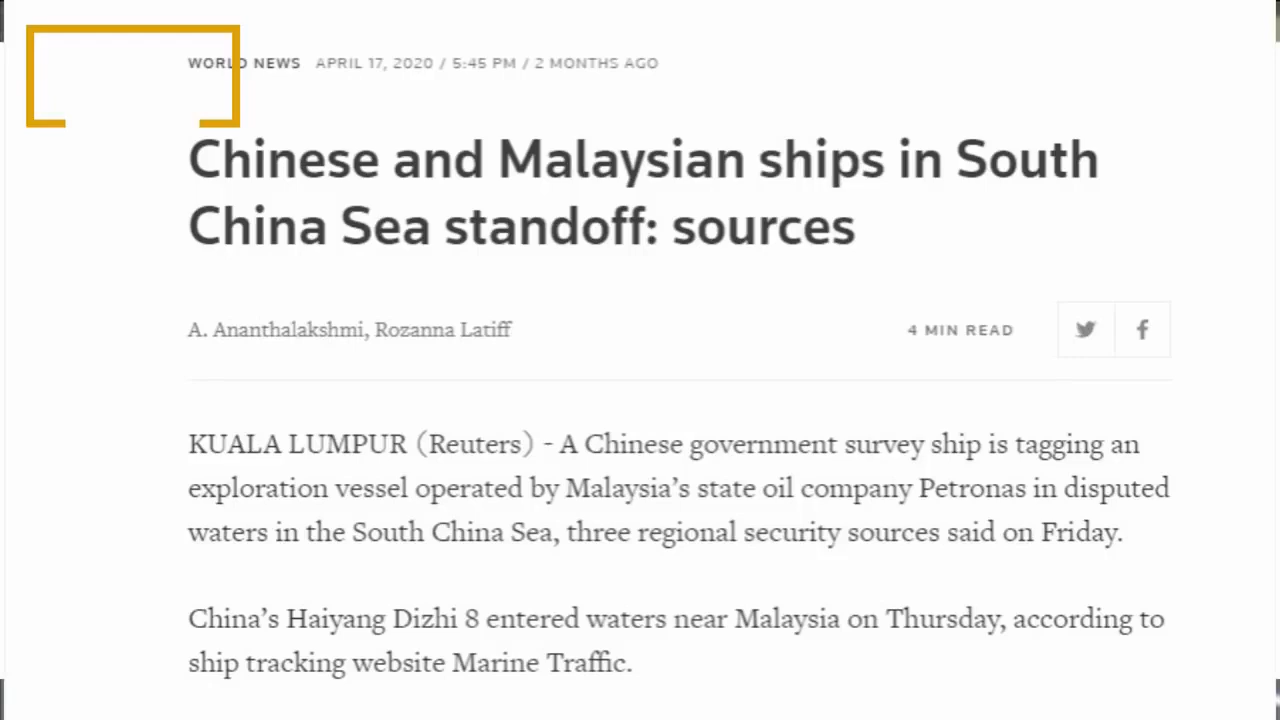 WORLD NEWS APRIL 17, 2020 / 5:45 PM / 2 MONTHS AGO
Chinese and Malaysian ships in South
China Sea standoff: sources
A. Ananthalakshmi, Rozanna Latiff
4 MIN READ
KUALA LUMPUR (Reuters) - A Chinese government survey ship is tagging an
exploration vessel operated by Malaysia’s state oil company Petronas in disputed
waters in the South China Sea, three regional security sources said on Friday.
China’s Haiyang Dizhi 8 entered waters near Malaysia on Thursday, according to
ship tracking website Marine Traffic.